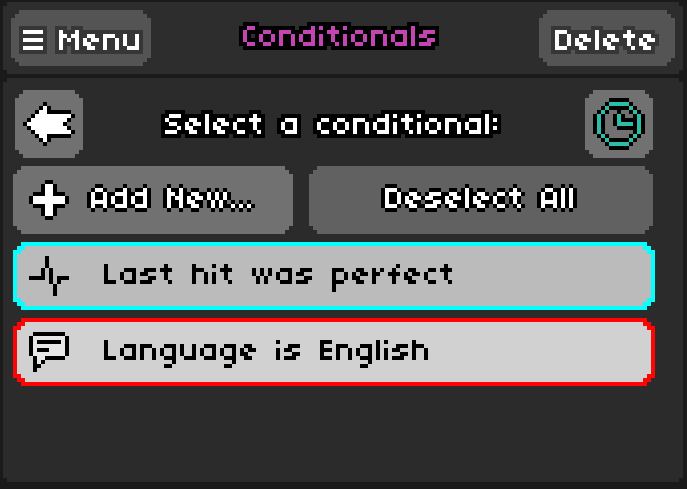 Menu
Conditionals
Delete
Select a conditional:
Add New...
Deselect All
Last hit was perfect
Language is English